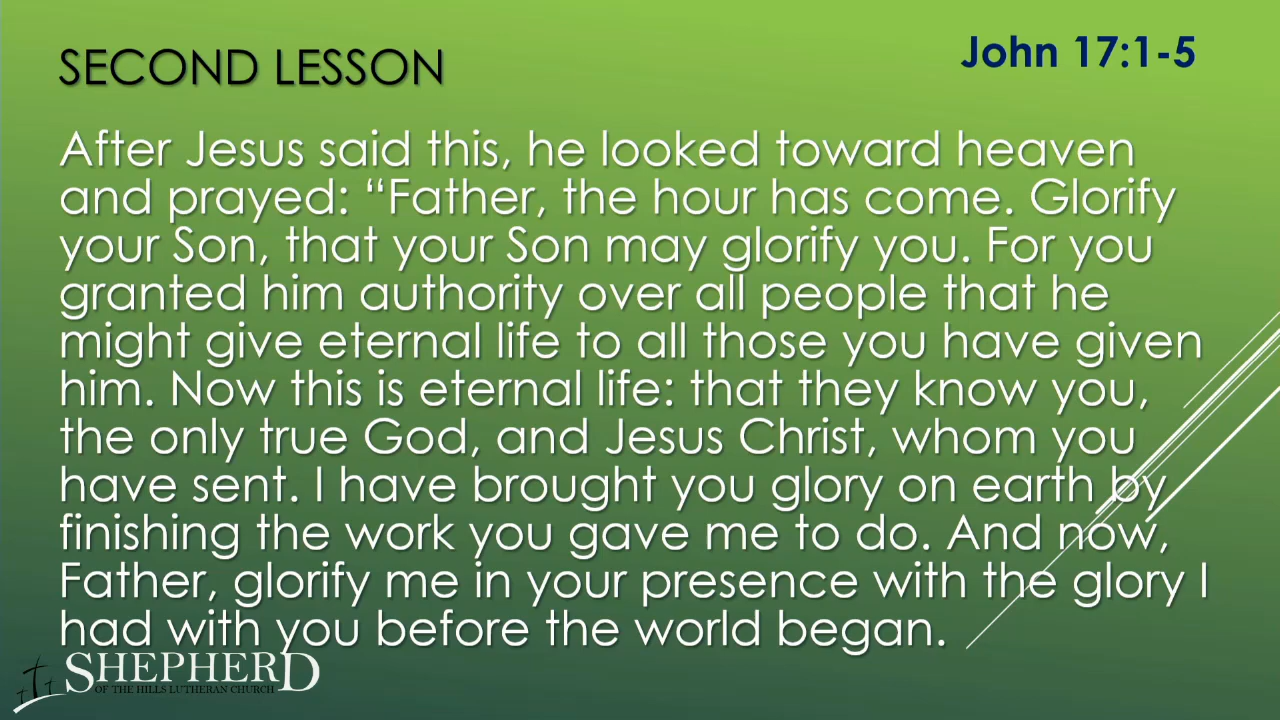 SECOND LESSON
John 17:1-5
After Jesus said this, he looked toward heaven
and prayed: “Father, the hour has come. Glorify
your Son, that your Son may glorify you. For you
granted him authority over all people that he
might give eternal life to all those you have given
him. Now this is eternal life: that they know you,
the only true God, and Jesus Christ, whom you
have sent. I have brought you glory on earth by
finishing the work you gave me to do. And now,
Father, glorify me in your presence with the glory I
had with you before the world began.
SHEPHERD
OF THE HILLS LUTHERAN CHURCH